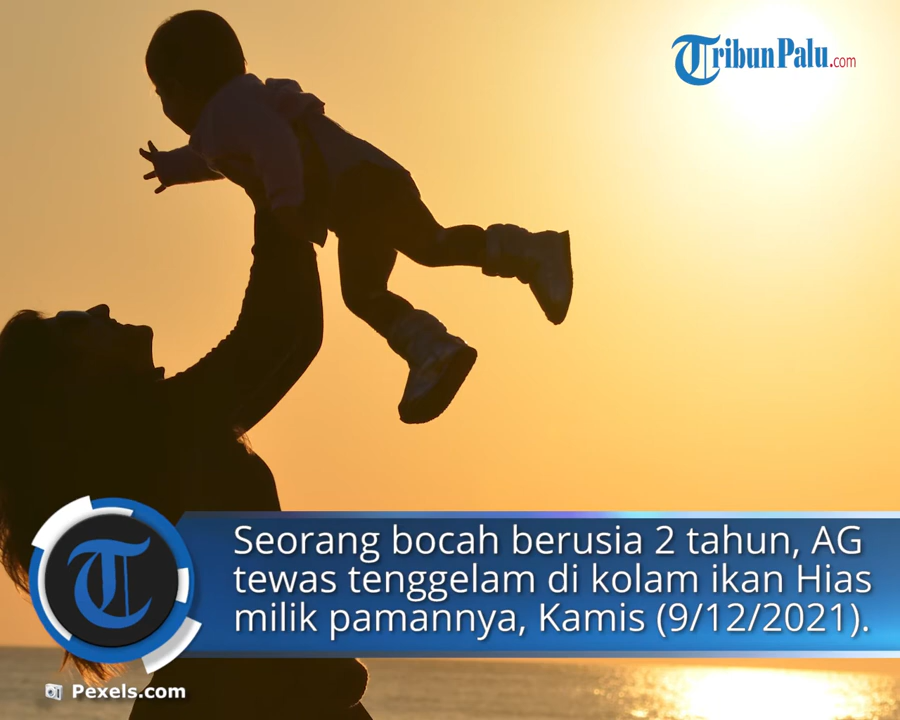 TribunPalu.com
Seorang bocah berusia 2 tahun, AG
tewas tenggelam di kolam ikan Hias
milik pamannya, Kamis (9/12/2021).
T
Pexels.com